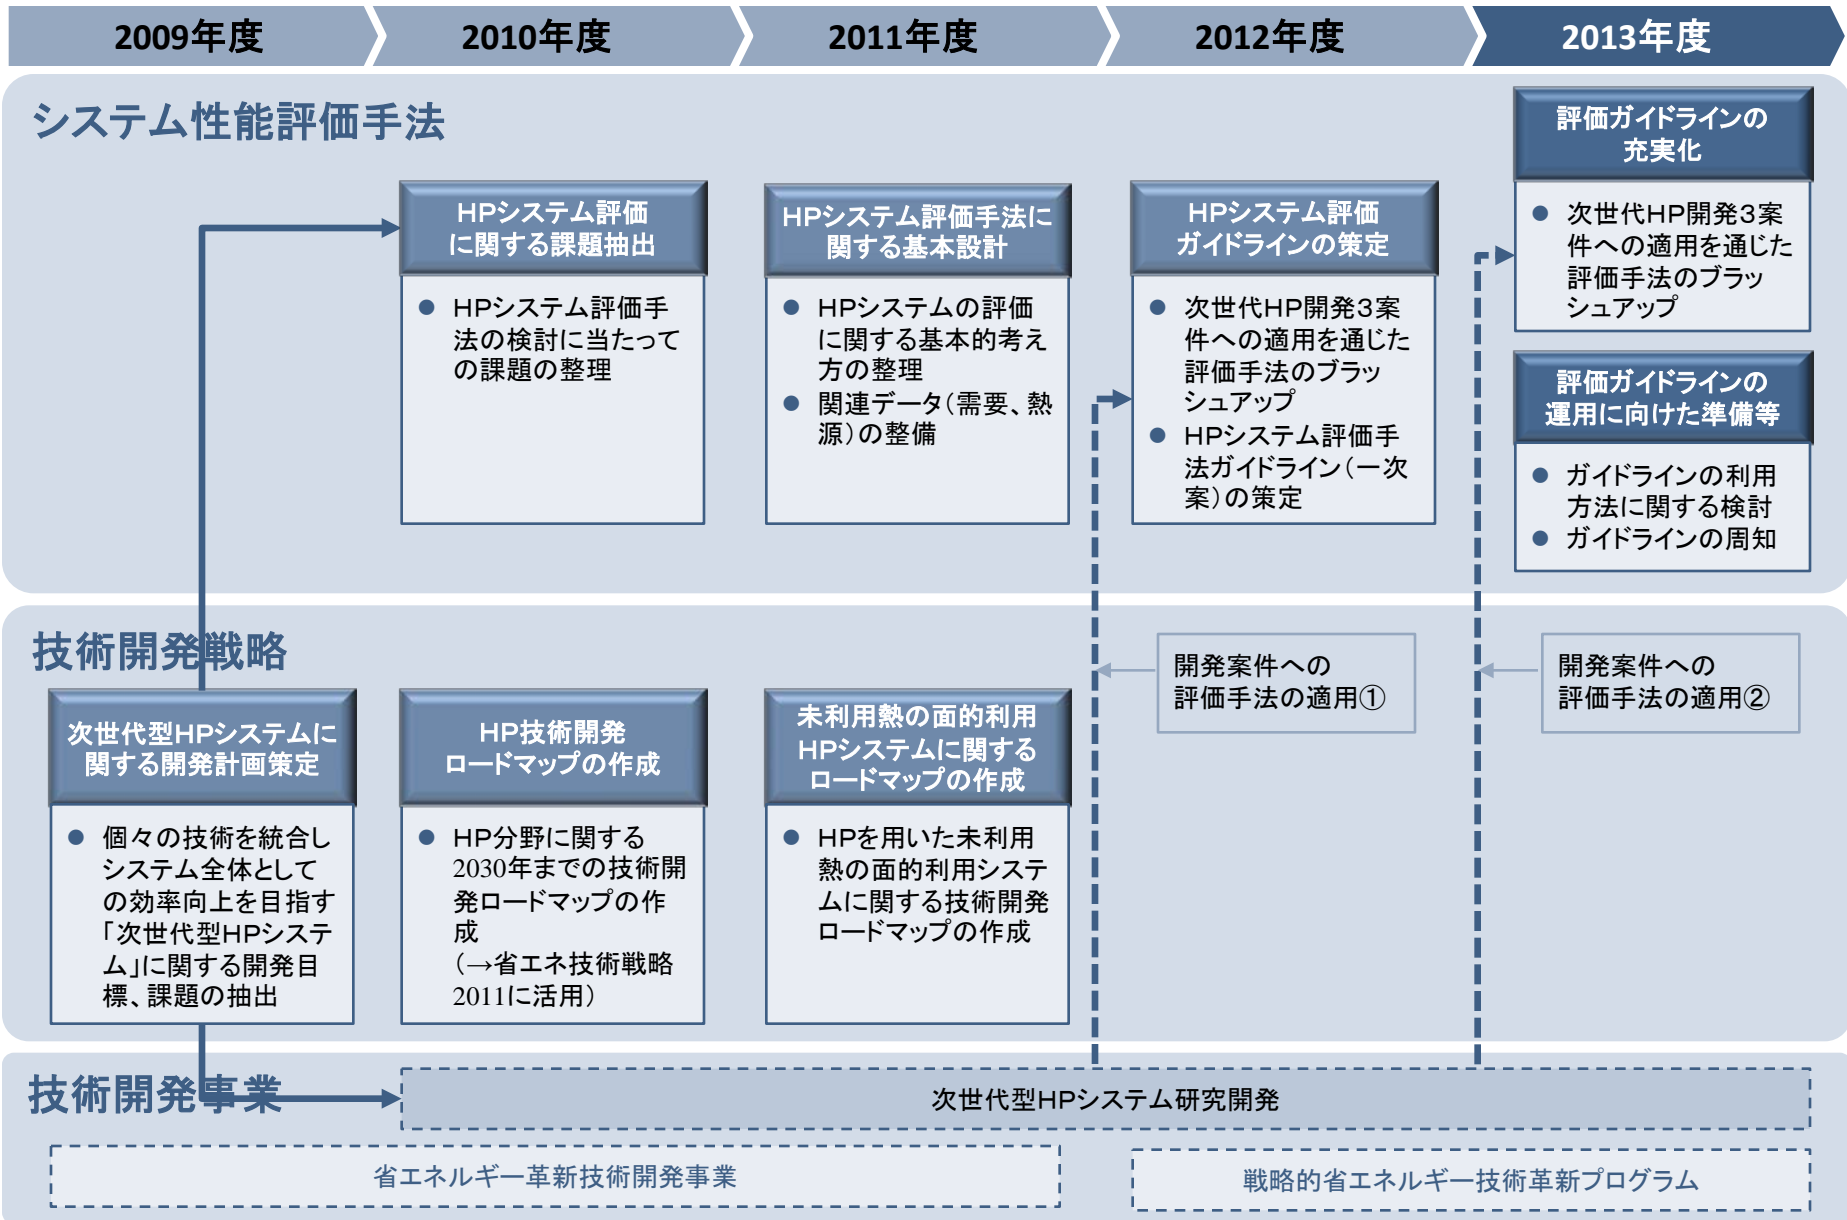 2009年度
2010年度
2011年度
2012年度
2013年度
システム性能評価手法
HPシステム評価
に関する課題抽出
● HPシステム評価手
法の検討に当たって
の課題の整理
HPシステム評価手法に
関する基本設計
● HPシステムの評価
に関する基本的考え
方の整理
● 関連データ（需要、熱
源）の整備
HPシステム評価
ガイドラインの策定
● 次世代HP開発３案
件への適用を通じた
評価手法のブラッ
シュアップ
● HPシステム評価手
法ガイドライン（一次
案）の策定
評価ガイドラインの
充実化
● 次世代HP開発３案
件への適用を通じた
評価手法のブラッ
シュアップ
評価ガイドラインの
運用に向けた準備等
● ガイドラインの利用
方法に関する検討
● ガイドラインの周知
技術開発戦略
次世代型HPシステムに
関する開発計画策定
● 個々の技術を統合し
システム全体として
の効率向上を目指す
「次世代型HPシステ
ム」に関する開発目
標、課題の抽出
HP技術開発
ロードマップの作成
● HP分野に関する
2030年までの技術開
発ロードマップの作
成
（→省エネ技術戦略
2011に活用）
未利用熱の面的利用
HPシステムに関する
ロードマップの作成
● HPを用いた未利用
熱の面的利用システ
ムに関する技術開発
ロードマップの作成
開発案件への
評価手法の適用①
開発案件への
評価手法の適用②
技術開発事業
次世代型HPシステム研究開発
省エネルギー革新技術開発事業
戦略的省エネルギー技術革新プログラム